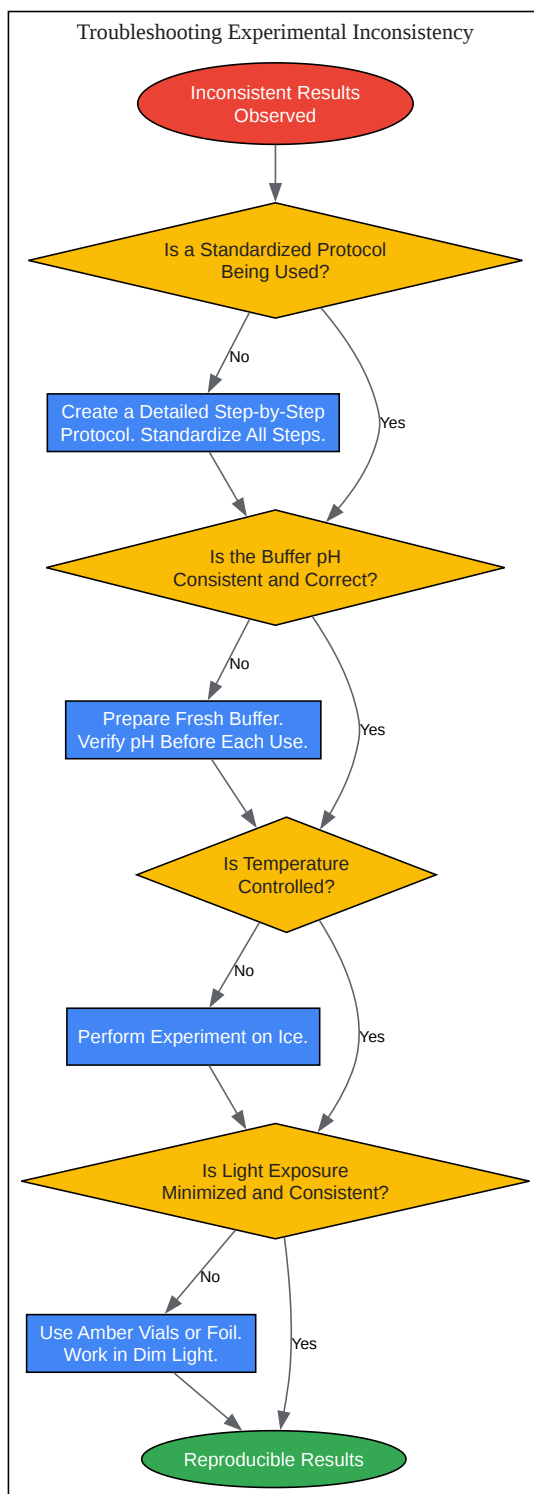 Troubleshooting Experimental Inconsistency
Inconsistent Results
Observed
Is a Standardized Protocol
Being Used?
No
Create a Detailed Step-by-Step
Protocol. Standardize All Steps.
Yes
Is the Buffer pH
Consistent and Correct?
No
Prepare Fresh Buffer.
Verify pH Before Each Use.
Yes
Is Temperature
Controlled?
No
Perform Experiment on Ice.
Yes
Is Light Exposure
Minimized and Consistent?
No
Use Amber Vials or Foil.
Work in Dim Light.
Yes
Reproducible Results